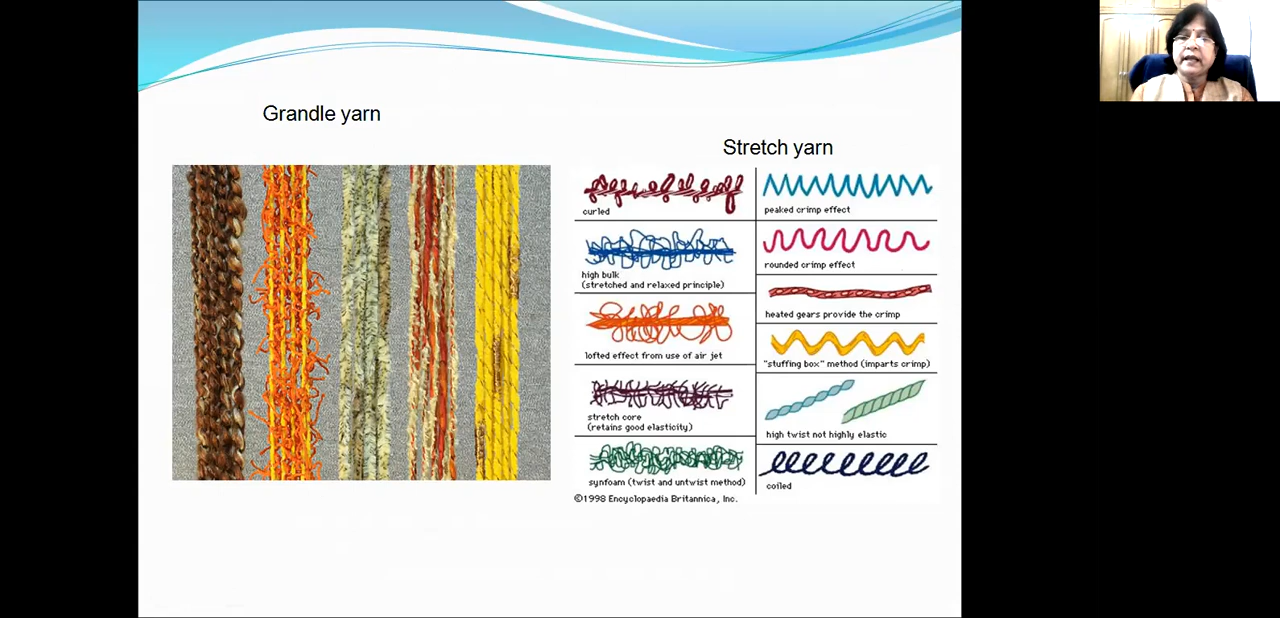 Grandle yarn
Stretch yarn
curled
high bulk
(stretched and relaxed principle)
lofted effect from use of air jet
stretch core
(retains good elasticity)
synfoam (twist and untwist method)
©1998 Encyclopaedia Britannica, Inc.
peaked crimp effect
rounded crimp effect
heated gears provide the crimp
"stuffing box" method (imparts crimp)
high twist not highly elastic
coiled